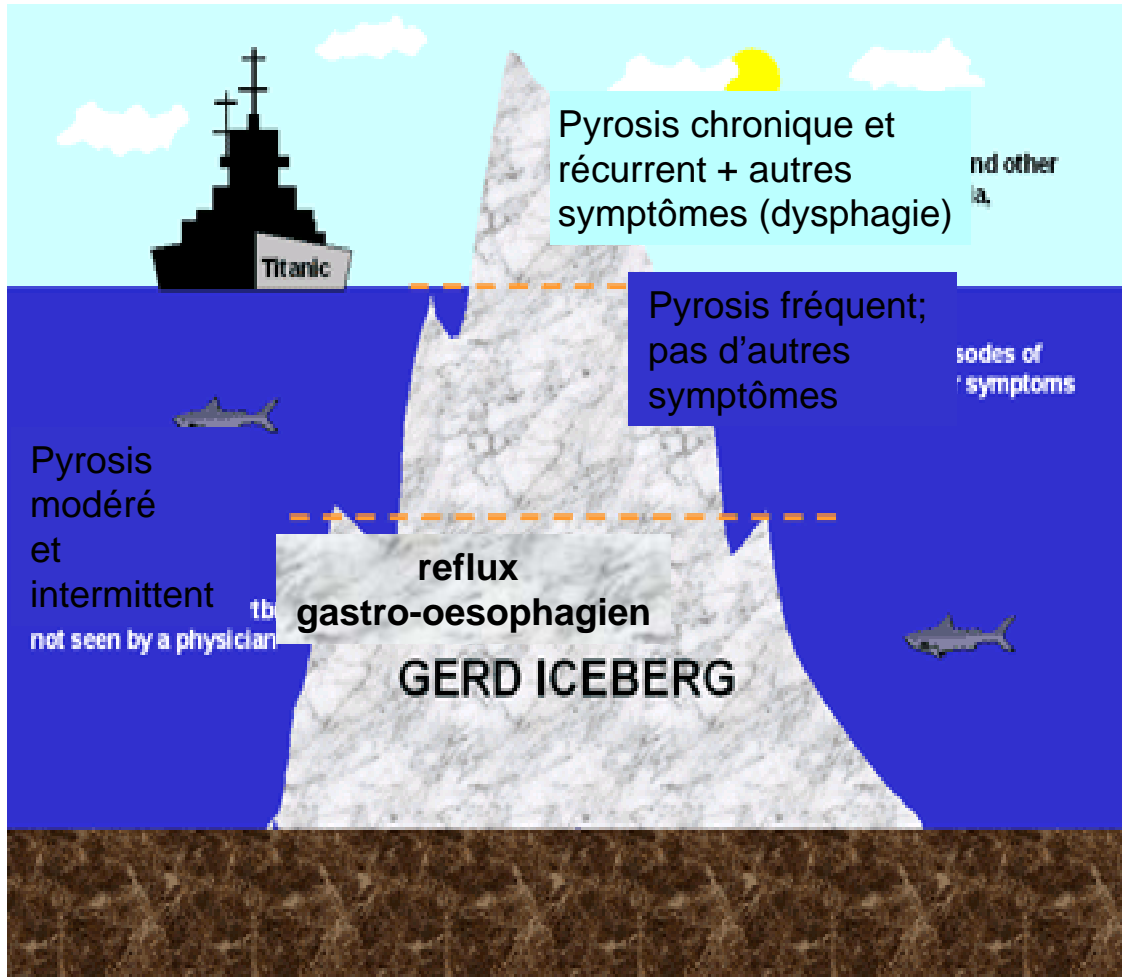 Pyrosis chronique et
récurrent + autres
symptômes (dysphagie)
nd other
ia,
Titanic
Pyrosis fréquent;
pas d'autres
symptômes
sodes of
symptoms
Pyrosis
modéré
et
intermittent
not seen by a physician
reflux
gastro-oesophagien
GERD ICEBERG